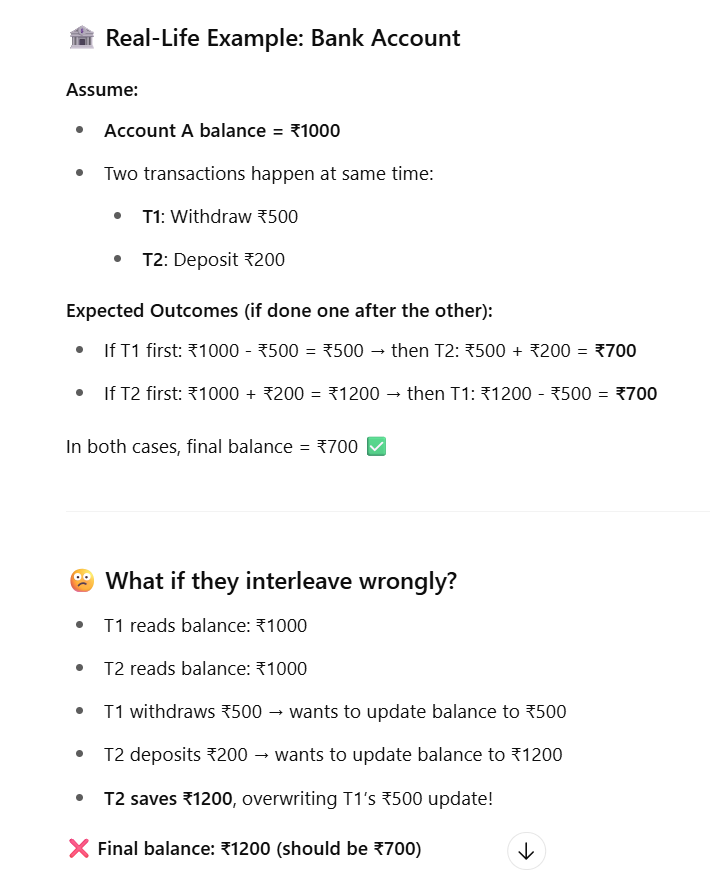 🏦 Real-Life Example: Bank Account
Assume:
• Account A balance = ₹1000
• Two transactions happen at same time:
• T1: Withdraw ₹500
• T2: Deposit ₹200
Expected Outcomes (if done one after the other):
• If T1 first: ₹1000 - ₹500 = ₹500 → then T2: ₹500 + ₹200 = ₹700
• If T2 first: ₹1000 + ₹200 = ₹1200 → then T1: ₹1200 - ₹500 = ₹700
In both cases, final balance = ₹700 ✅
😕 What if they interleave wrongly?
• T1 reads balance: ₹1000
• T2 reads balance: ₹1000
• T1 withdraws ₹500 → wants to update balance to ₹500
• T2 deposits ₹200 → wants to update balance to ₹1200
• T2 saves ₹1200, overwriting T1's ₹500 update!
❌ Final balance: ₹1200 (should be ₹700)